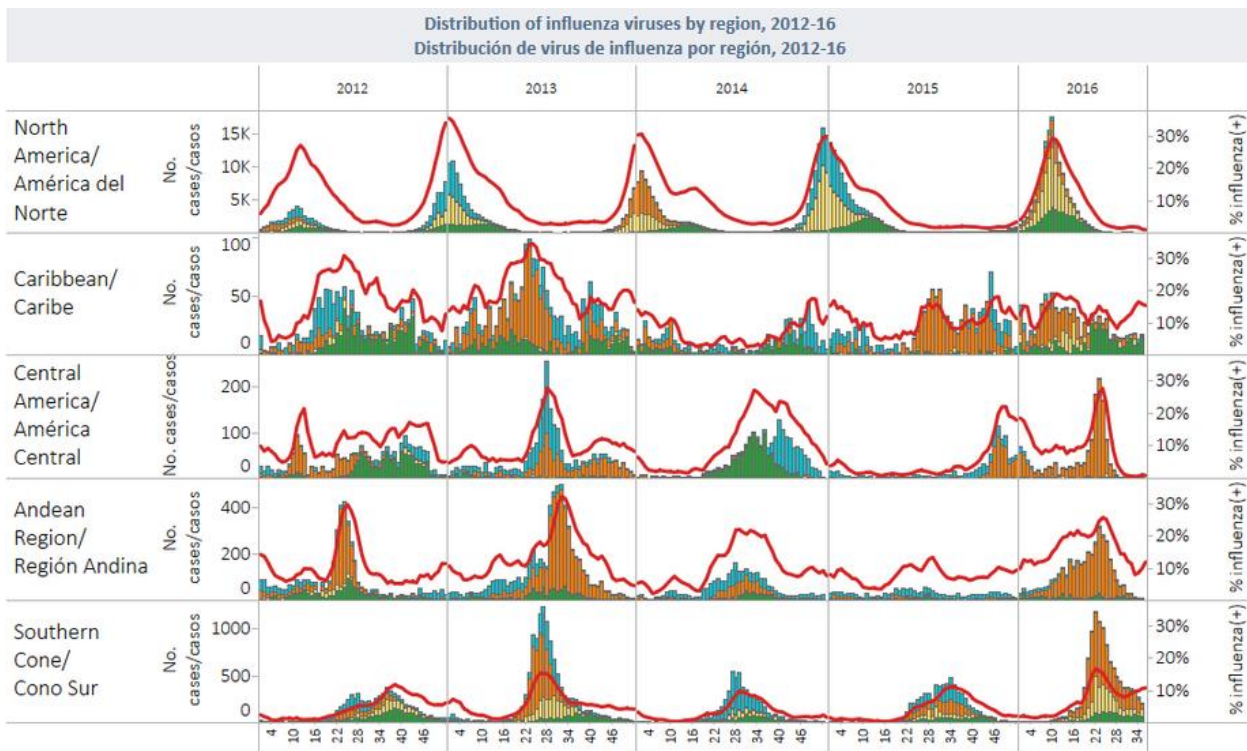 Distribution of influenza viruses by region, 2012-16
Distribución de virus de influenza por región, 2012-16
2012 2013 2014 2015 2016
North
America/
América del
Norte
No.
cases/casos
15K
10K
5K
30%
20%
10%
% influenza(+)
Caribbean/
Caribe
No.
cases/casos
100
50
0
30%
20%
10%
% influenza(+)
Central
America/
América
Central
No. cases/casos
200
100
0
30%
20%
10%
% influenza(+)
Andean
Region/
Región Andina
No.
cases/casos
400
200
0
30%
20%
10%
% influenza(+)
Southern
Cone/
Cono Sur
No.
cases/casos
1000
500
0
30%
20%
10%
% influenza(+)
4 10 16 22 28 34 40 46 4 10 16 22 28 34 40 46 4 10 16 22 28 34 40 46 4 10 16 22 28 34 40 46 4 10 16 22 28 34